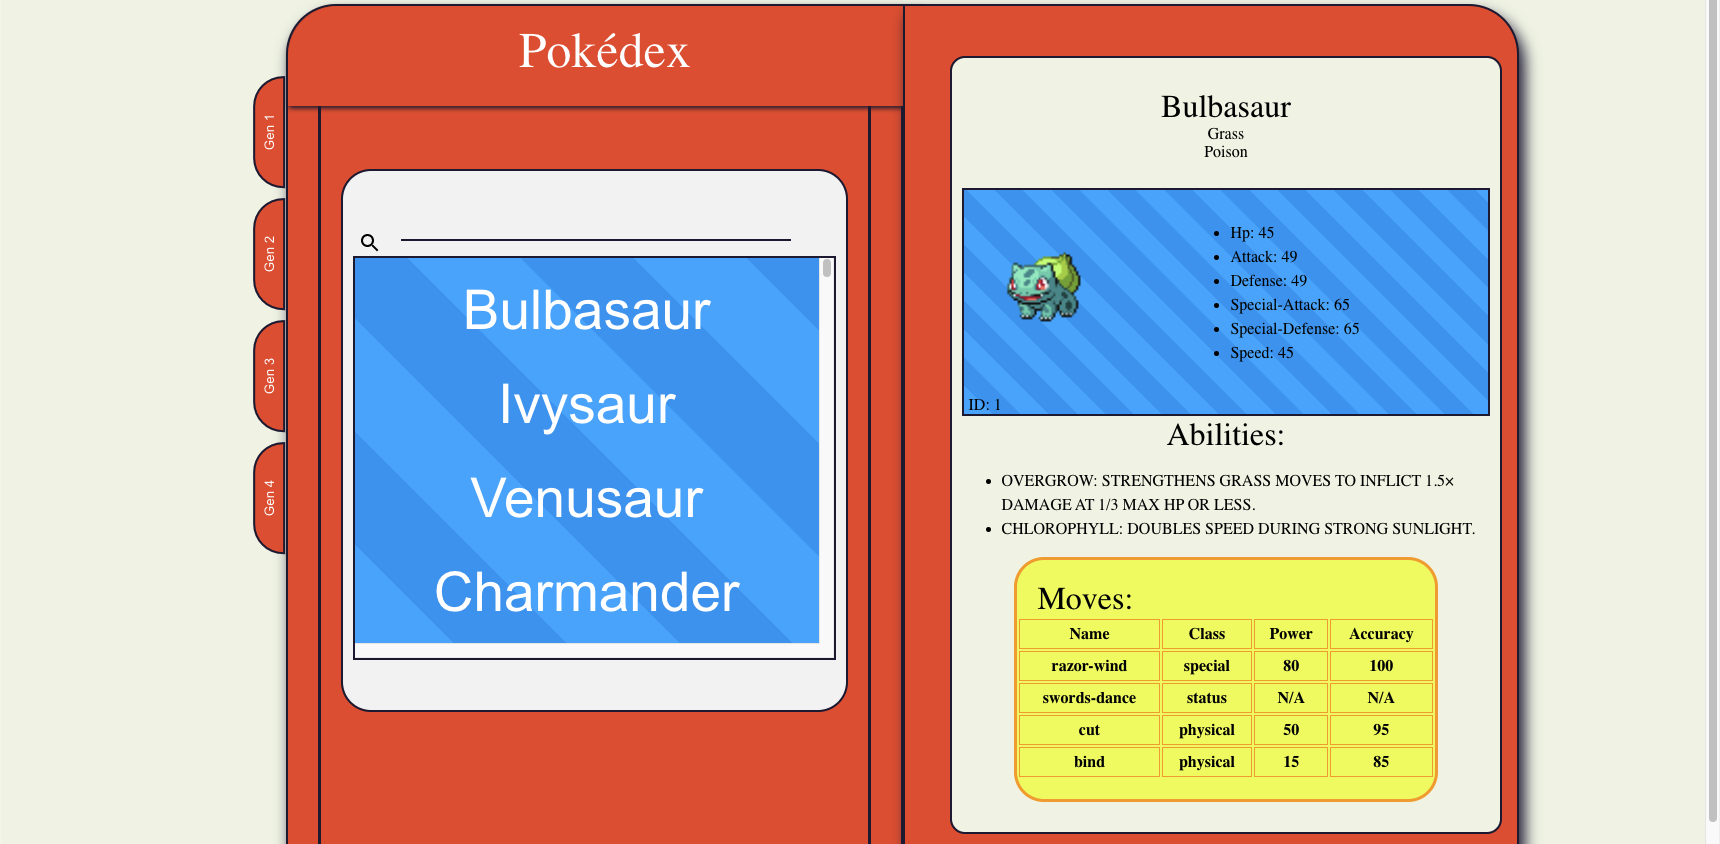 Pokédex
Gen 1
Gen 2
Gen 3
Gen 4
Bulbasaur
Ivysaur
Venusaur
Charmander
Bulbasaur
Grass
Poison
Hp: 45
Attack: 49
Defense: 49
Special-Attack: 65
Special-Defense: 65
Speed: 45
ID: 1
Abilities:
OVERGROW: STRENGTHENS GRASS MOVES TO INFLICT 1.5×
DAMAGE AT 1/3 MAX HP OR LESS.
CHLOROPHYLL: DOUBLES SPEED DURING STRONG SUNLIGHT.
Moves:
Name Class Power Accuracy
razor-wind special 80 100
swords-dance status N/A N/A
cut physical 50 95
bind physical 15 85